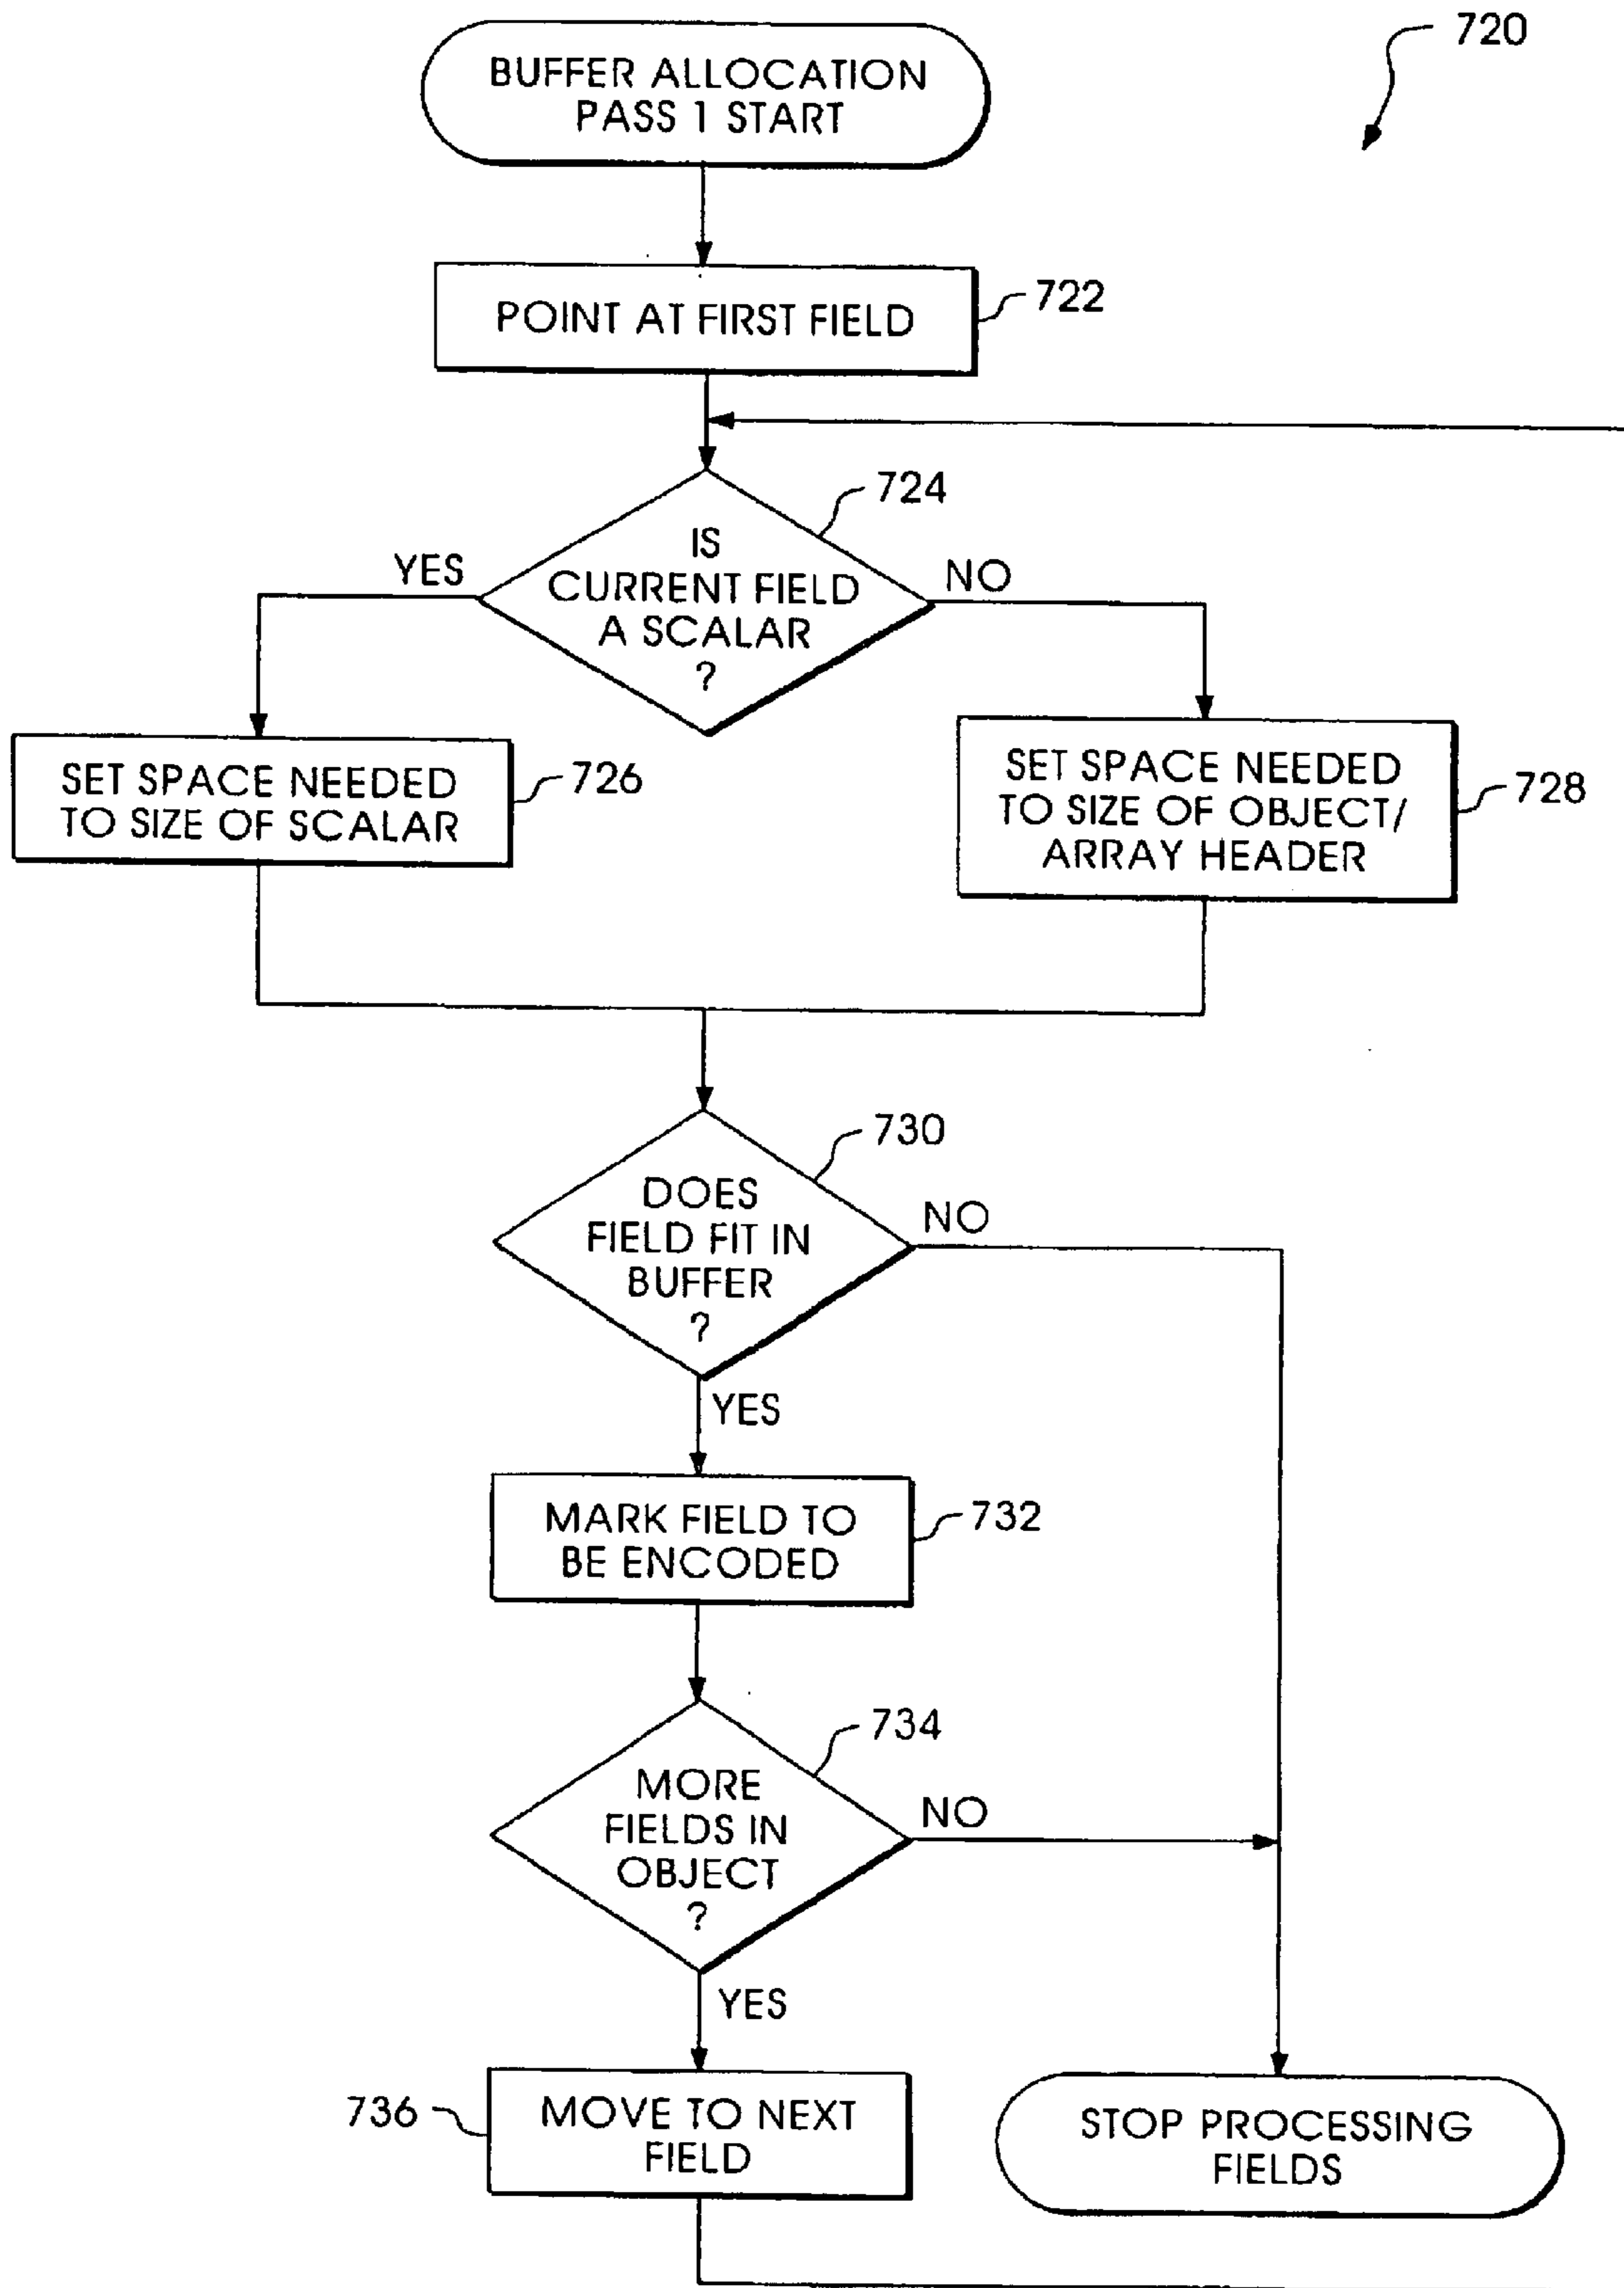 720
BUFFER ALLOCATION
PASS 1 START
POINT AT FIRST FIELD
722
724
IS
CURRENT FIELD
A SCALAR
?
YES
NO
SET SPACE NEEDED
TO SIZE OF SCALAR
726
SET SPACE NEEDED
TO SIZE OF OBJECT/
ARRAY HEADER
728
730
DOES
FIELD FIT IN
BUFFER
?
NO
YES
MARK FIELD TO
BE ENCODED
732
734
MORE
FIELDS IN
OBJECT
?
NO
YES
736
MOVE TO NEXT
FIELD
STOP PROCESSING
FIELDS